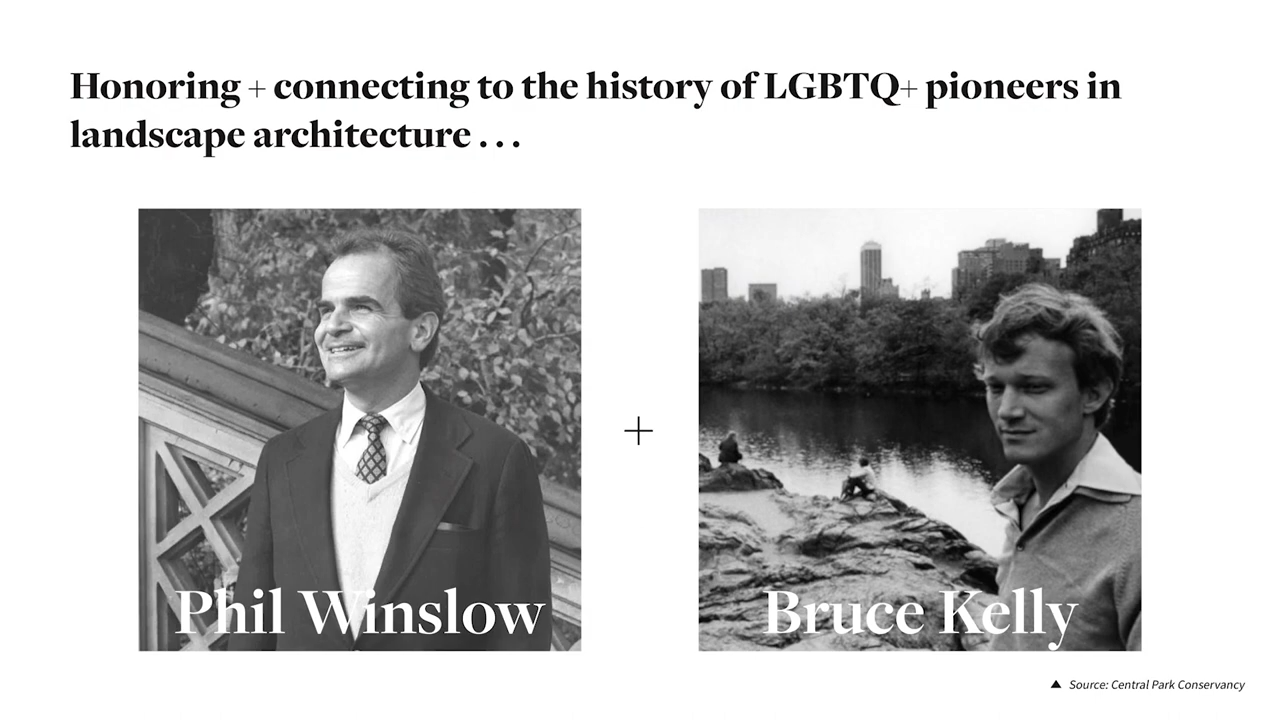 Honoring + connecting to the history of LGBTQ+ pioneers in
landscape architecture . . .
+
Phil Winslow
Bruce Kelly
▲ Source: Central Park Conservancy